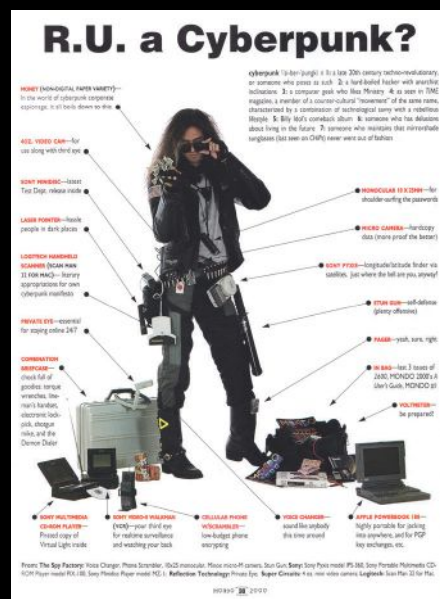 R.U. a Cyberpunk?
cyberpunk \sī-bər-ˌpəŋk\ n 1: a late 20th century techno-revolutionary,
or someone who poses as such 2: a hard-boiled hacker with anarchist
inclinations 3: a computer geek who likes Ministry 4: as seen in TIME
magazine, a member of a counter-cultural "movement" of the same name,
characterized by a combination of technological savvy with a rebellious
lifestyle 5: Billy Idol's comeback album 6: someone who has delusions
about living in the future 7: someone who maintains that mirrorshade
sunglasses (last seen on CHiPs) never went out of fashion
MONEY (NON-DIGITAL PAPER VARIETY)—
In the world of cyberpunk corporate
espionage, it all boils down to this
4OZ. VIDEO CAM—for
use along with third eye
SONY MINIDISC—latest
Test Dept. release inside
LASER POINTER—hassle
people in dark places
LOGITECH HANDHELD
SCANNER (SCAN MAN
32 FOR MAC)—literary
appropriations for own
cyberpunk manifesto
PRIVATE EYE—essential
for staying online 24/7
COMBINATION
BRIEFCASE—
chock full of
goodies: torque
wrenches, line-
man's handset,
electronic lock-
pick, shotgun
mike, and the
Demon Dialer
MONOCULAR 10 X 25MM—for
shoulder-surfing the passwords
MICRO CAMERA—hardcopy
data (more proof the better)
SONY PYXIS—longitude/latitude finder via
satellites. Just where the hell are you, anyway?
STUN GUN—self-defense
(plenty offensive)
PAGER—yeah, sure, right
IN BAG—last 3 issues of
2600, MONDO 2000's A
User's Guide, MONDO 10
VOLTMETER—
be prepared!
SONY MULTIMEDIA
CD-ROM PLAYER—
Pirated copy of
Virtual Light inside
SONY VIDEO-8 WALKMAN
(VCR)—your third eye
for realtime surveillance
and watching your back
CELLULAR PHONE
W/SCRAMBLER—
low-budget phone
encrypting
VOICE CHANGER—
sound like anybody
this time around
APPLE POWERBOOK 180—
highly portable for jacking
into anywhere, and for PGP
key exchanges, etc.
From: The Spy Factory: Voice Changer, Phone Scrambler, 10x25 monocular, Minox micro-M camera, Stun Gun; Sony: Sony Pyxis model IPS-360, Sony Portable Multimedia CD-
ROM Player model PIX-100, Sony Minidisc Player model MZ-1; Reflection Technology: Private Eye; Super Circuits: 4 oz. mini video camera; Logitech: Scan Man 32 for Mac.
MONDO 30 2000